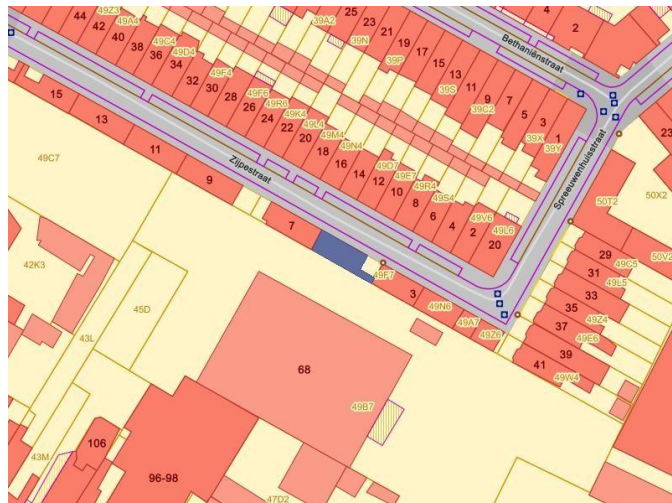 44
49Z3
42
49A4
40
38
49C4
36
49D4
34
32
49F4
30
28
49F6
26
49R6
24
49K4
22
49L4
20
49M4
18
49N4
16
14
49D7
12
49E7
10
49R4
8
49S4
6
4
49V6
2
49L6
20
39A2
25
39N
23
21
39P
19
17
15
39S
13
11
39C2
9
7
5
39X
3
39Y
1
Bethaniënstraat
4
2
Spreeuwenhuisstraat
23
50X2
50T2
50V2
Zijpestraat
15
13
11
9
7
49C7
49F7
3
49N6
49A7
49Z6
29
49C5
31
49L5
33
35
49Z4
37
49E6
39
41
49W4
42K3
45D
43L
43M
68
49B7
106
96-98
47D2